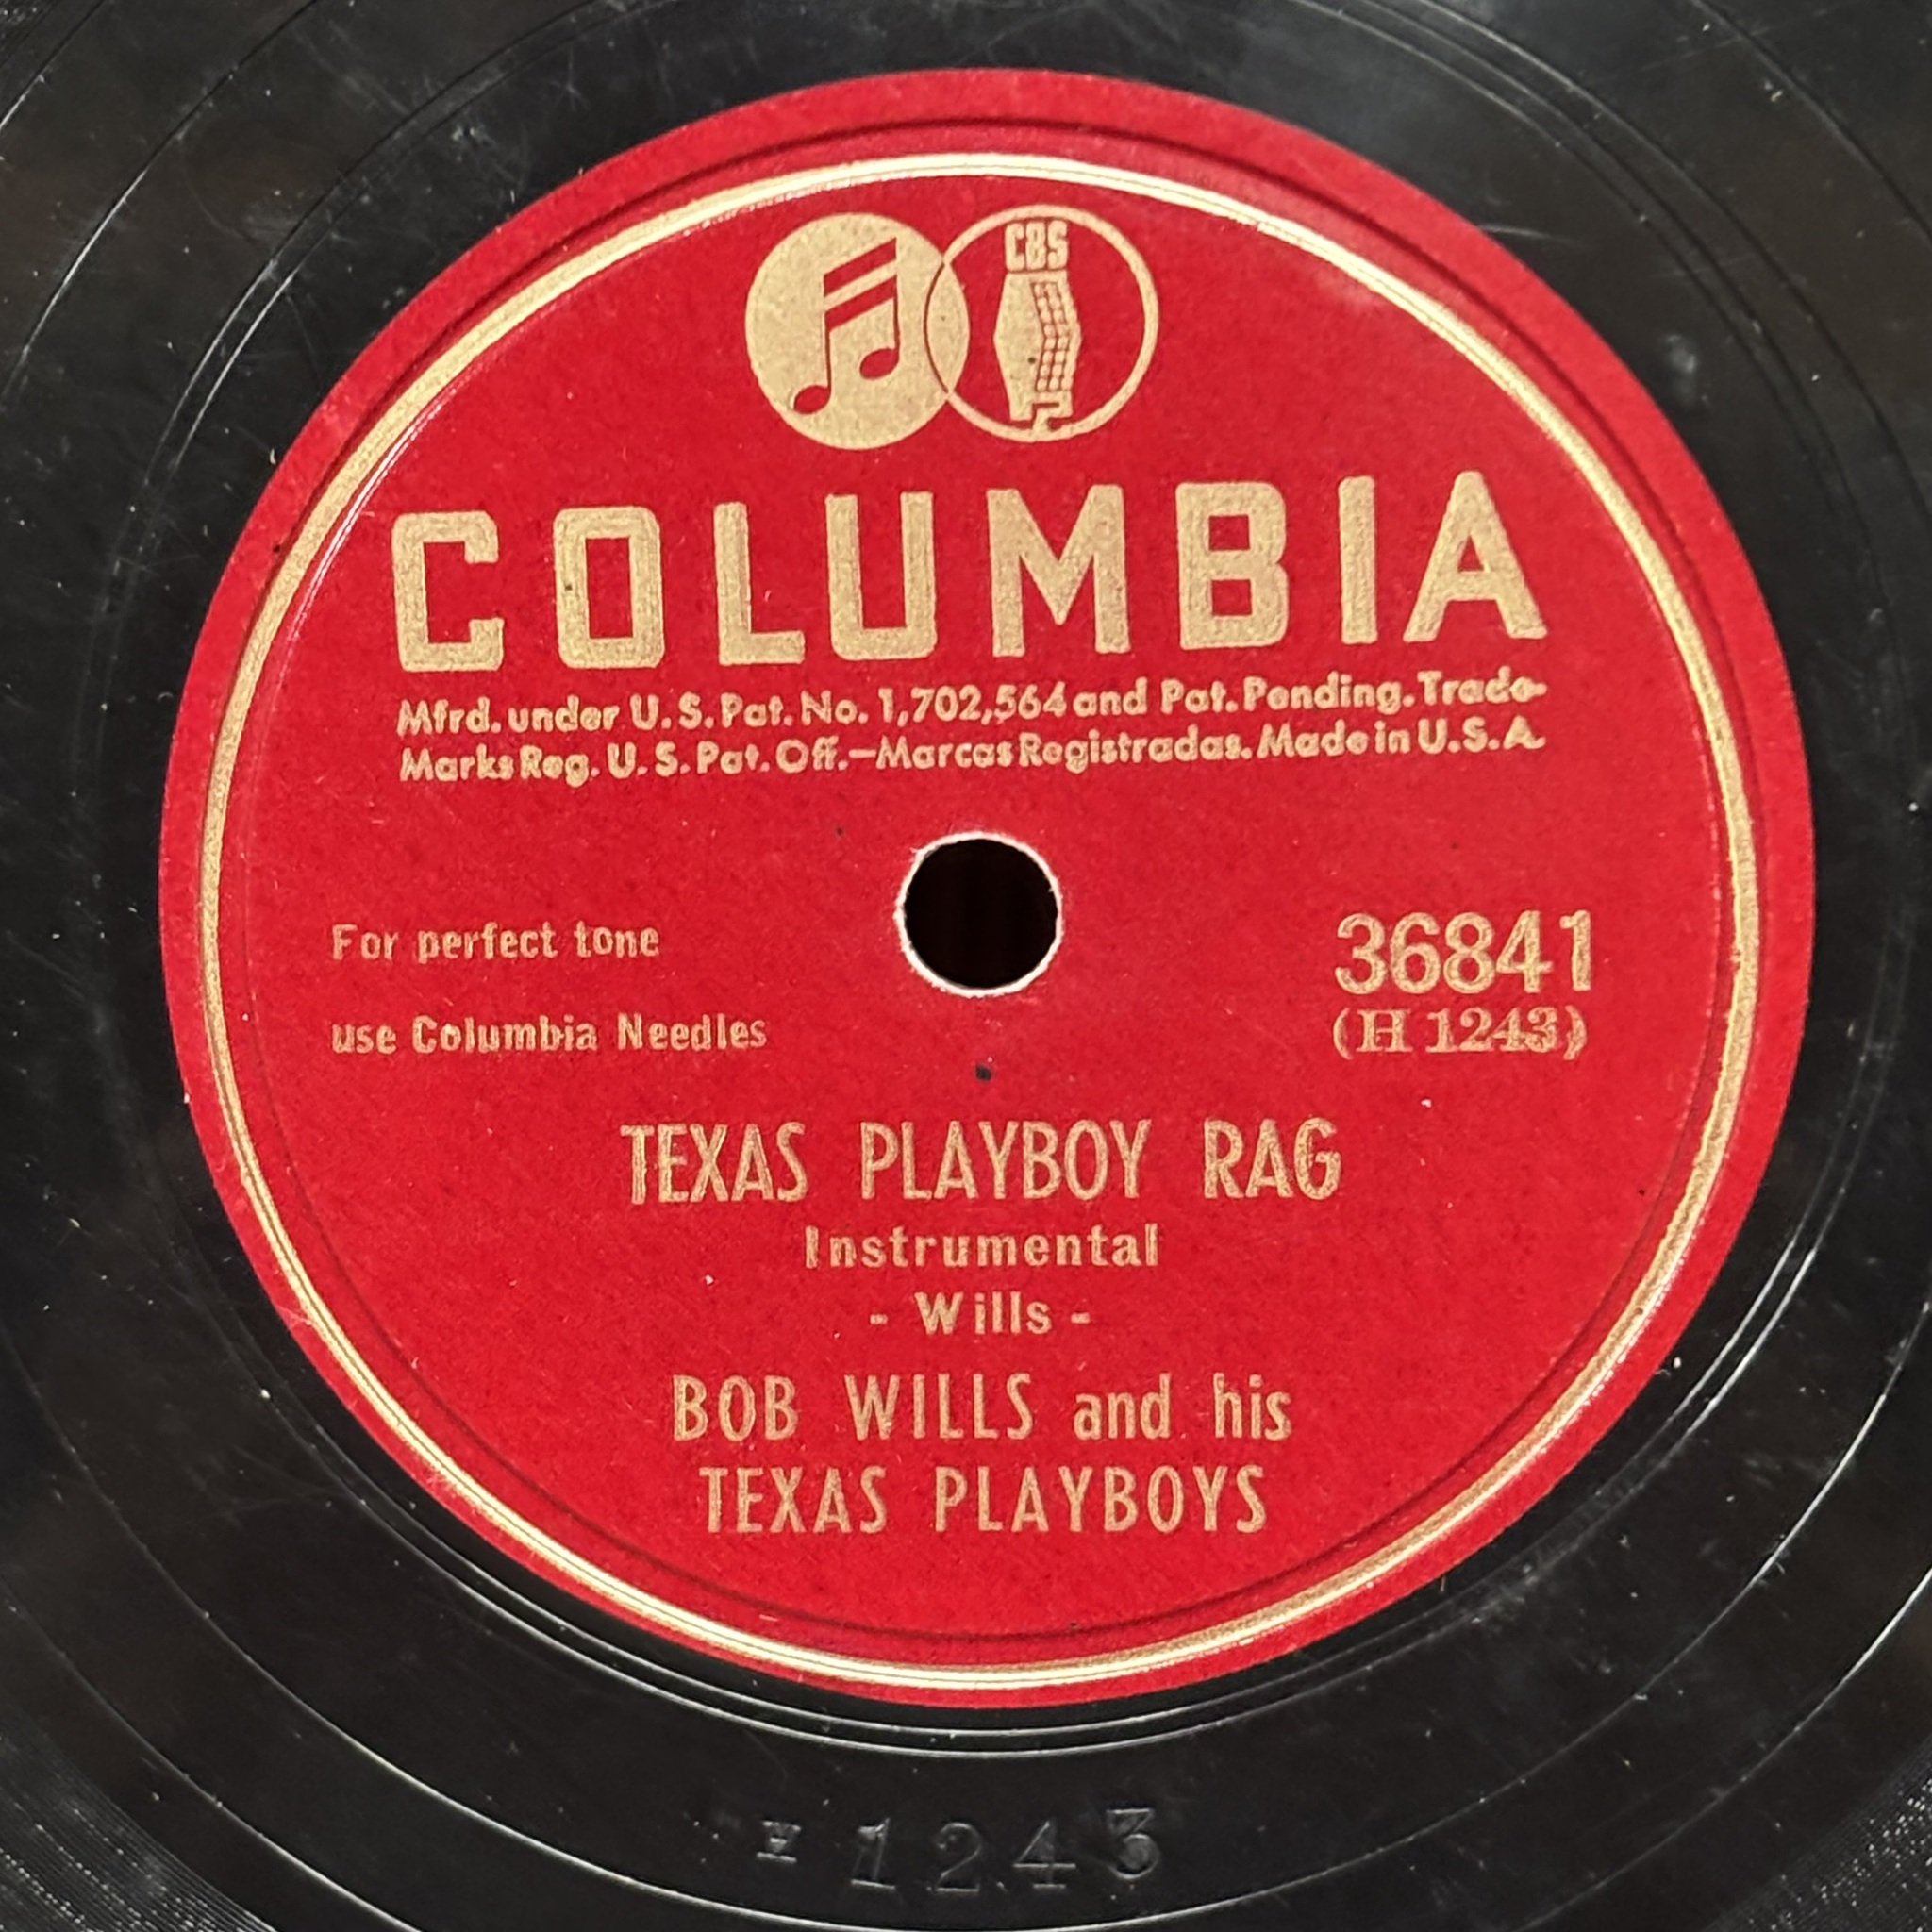 CBS
COLUMBIA
Mfrd. under U.S. Pat. No. 1,702,564 and Pat. Pending. Trade-
Marks Reg. U.S. Pat. Off.—Marcas Registradas. Made in U.S.A.
For perfect tone
use Columbia Needles
36841
(H 1243)
TEXAS PLAYBOY RAG
Instrumental
- Wills -
BOB WILLS and his
TEXAS PLAYBOYS
H 1243